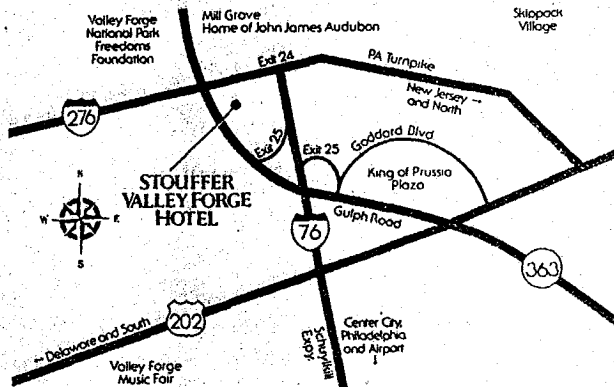 Valley Forge
National Park
Freedoms
Foundation
Mill Grove
Home of John James Audubon
Skippack
Village
Exit 24
PA Turnpike
New Jersey →
and North
276
Exit 25
Exit 25
Goddard Blvd
King of Prussia
Plaza
STOUFFER
VALLEY FORGE
HOTEL
N
W
E
S
Gulph Road
76
363
202
← Delaware and South
Schuylkill
Expy.
Center City,
Philadelphia
and Airport
↓
Valley Forge
Music Fair